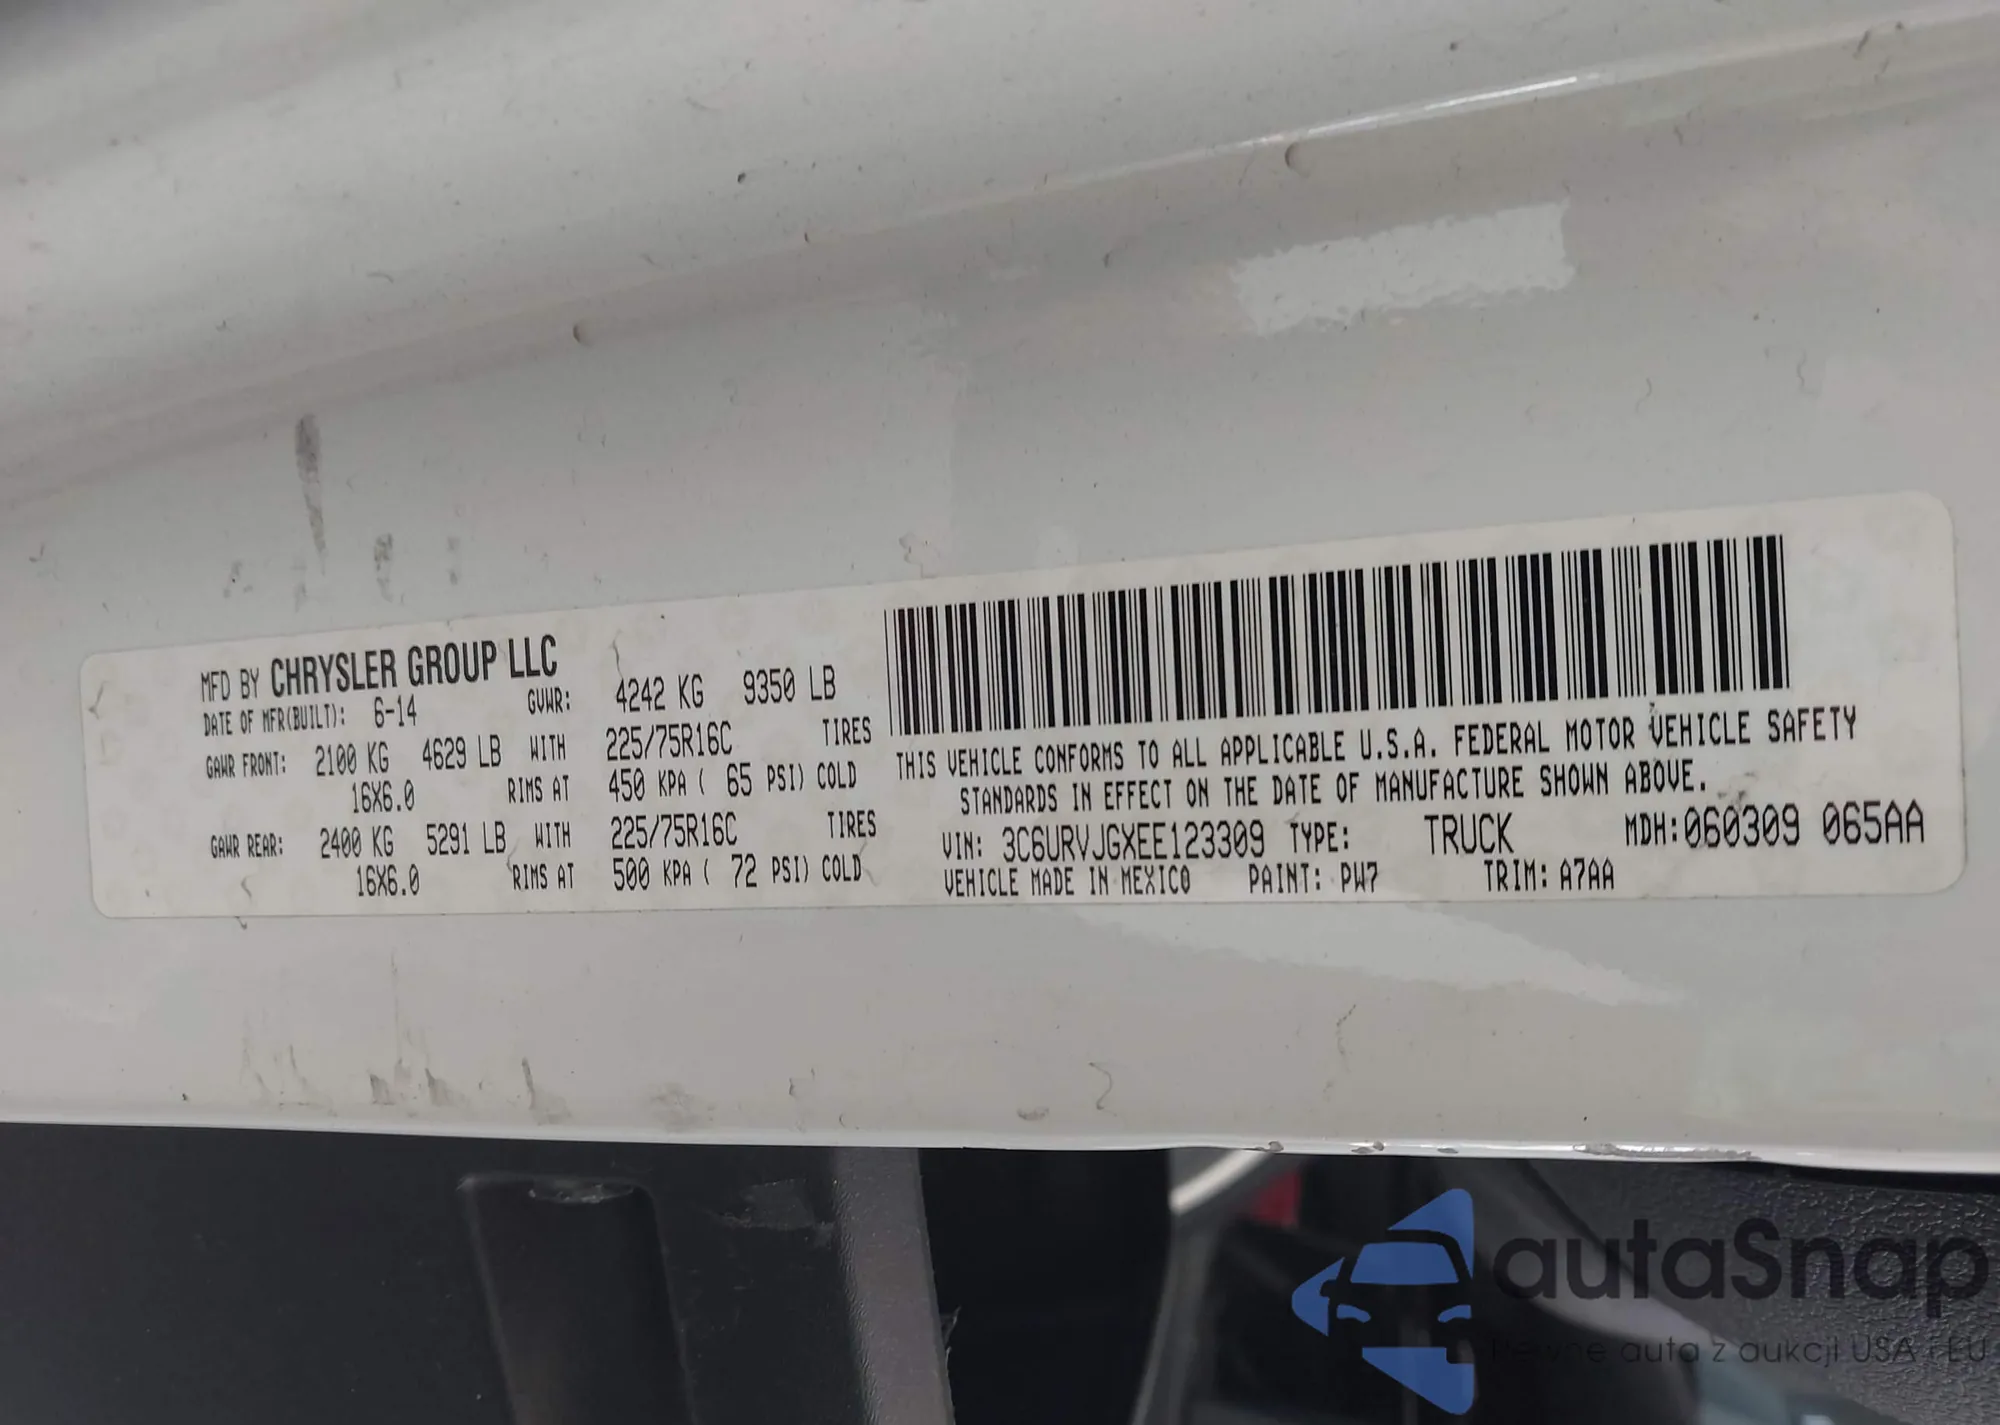 MFD BY CHRYSLER GROUP LLC
DATE OF MFR(BUILT): 6-14 GVWR: 4242 KG 9350 LB
GAWR FRONT: 2100 KG 4629 LB WITH 225/75R16C TIRES
16X6.0 RIMS AT 450 KPA ( 65 PSI) COLD
GAWR REAR: 2400 KG 5291 LB WITH 225/75R16C TIRES
16X6.0 RIMS AT 500 KPA ( 72 PSI) COLD
THIS VEHICLE CONFORMS TO ALL APPLICABLE U.S.A. FEDERAL MOTOR VEHICLE SAFETY
STANDARDS IN EFFECT ON THE DATE OF MANUFACTURE SHOWN ABOVE.
VIN: 3C6URVJGXEE123309 TYPE: TRUCK MDH:060309 065AA
VEHICLE MADE IN MEXICO PAINT: PW7 TRIM: A7AA
autaSnap
auta z aukcji USA i EU